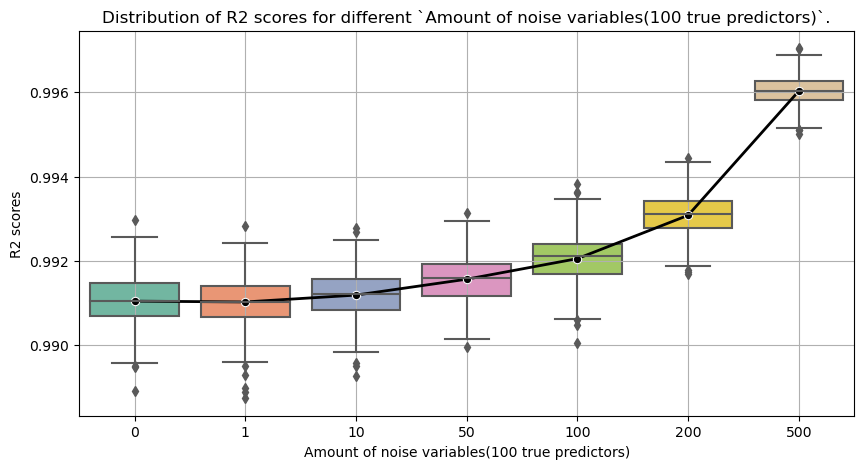 Distribution of R2 scores for different `Amount of noise variables(100 true predictors)`.
R2 scores
0.996
0.994
0.992
0.990
0 1 10 50 100 200 500
Amount of noise variables(100 true predictors)